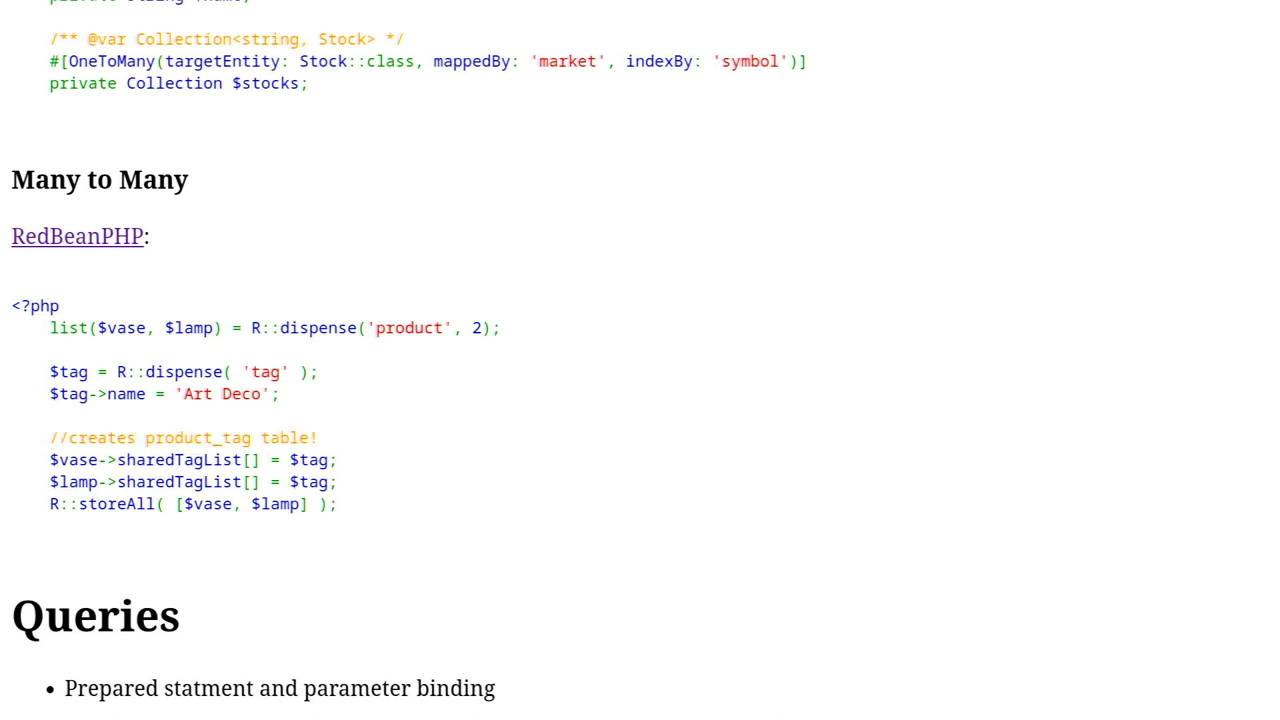 /** @var Collection<string, Stock> */
#[OneToMany(targetEntity: Stock::class, mappedBy: 'market', indexBy: 'symbol')]
private Collection $stocks;
Many to Many
RedBeanPHP:
<?php
list($vase, $lamp) = R::dispense('product', 2);
$tag = R::dispense( 'tag' );
$tag->name = 'Art Deco';
//creates product_tag table!
$vase->sharedTagList[] = $tag;
$lamp->sharedTagList[] = $tag;
R::storeAll( [$vase, $lamp] );
Queries
• Prepared statment and parameter binding